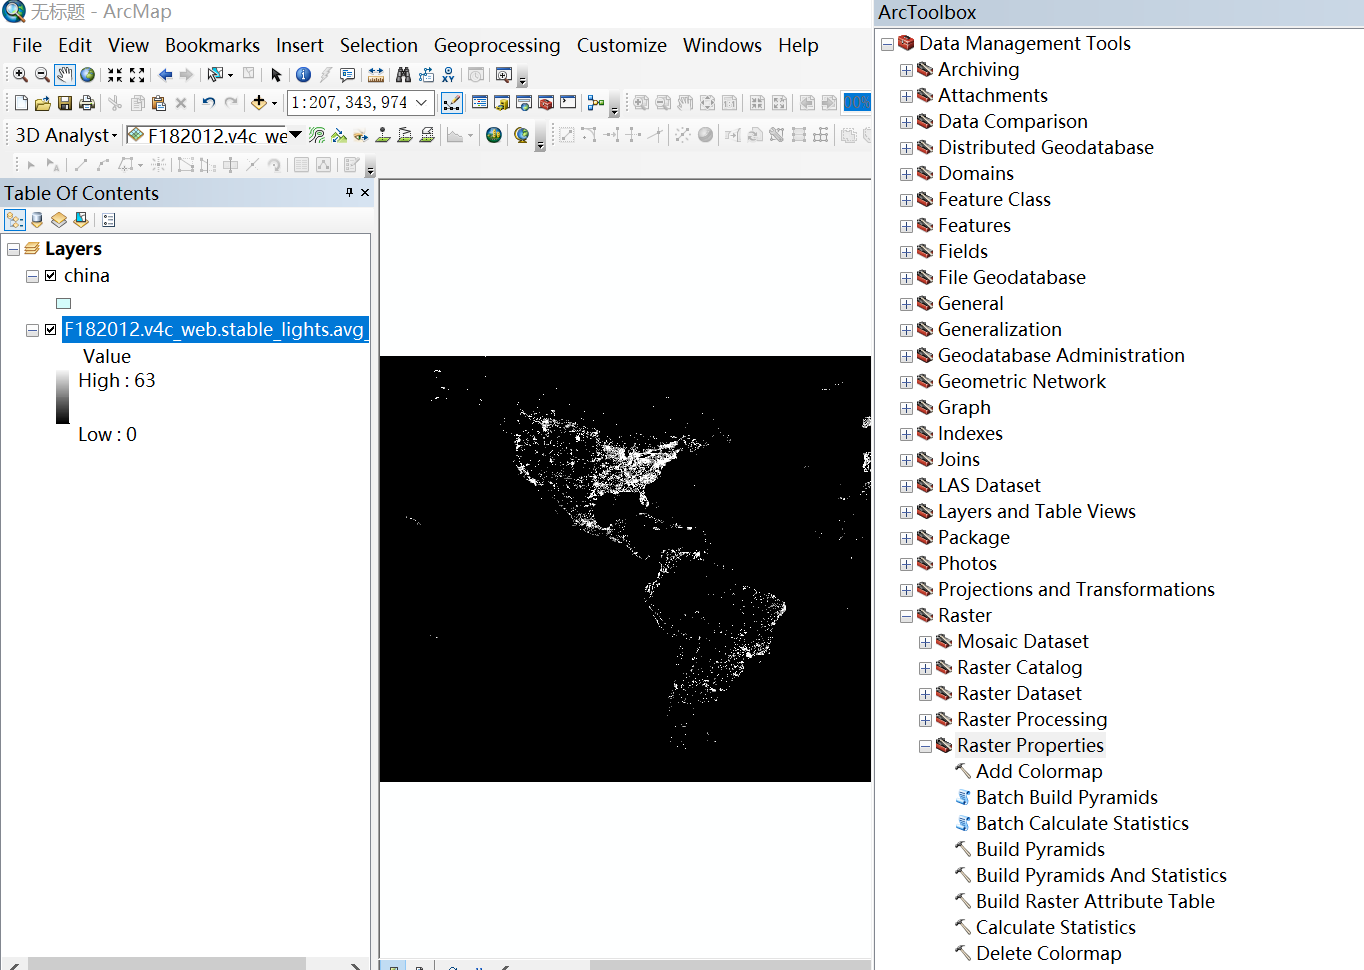 无标题 - ArcMap
File Edit View Bookmarks Insert Selection Geoprocessing Customize Windows Help
1:207,343,974
3D Analyst
F182012.v4c_we
Table Of Contents
Layers
china
F182012.v4c_web.stable_lights.avg_
Value
High : 63
Low : 0
ArcToolbox
Data Management Tools
Archiving
Attachments
Data Comparison
Distributed Geodatabase
Domains
Feature Class
Features
Fields
File Geodatabase
General
Generalization
Geodatabase Administration
Geometric Network
Graph
Indexes
Joins
LAS Dataset
Layers and Table Views
Package
Photos
Projections and Transformations
Raster
Mosaic Dataset
Raster Catalog
Raster Dataset
Raster Processing
Raster Properties
Add Colormap
Batch Build Pyramids
Batch Calculate Statistics
Build Pyramids
Build Pyramids And Statistics
Build Raster Attribute Table
Calculate Statistics
Delete Colormap